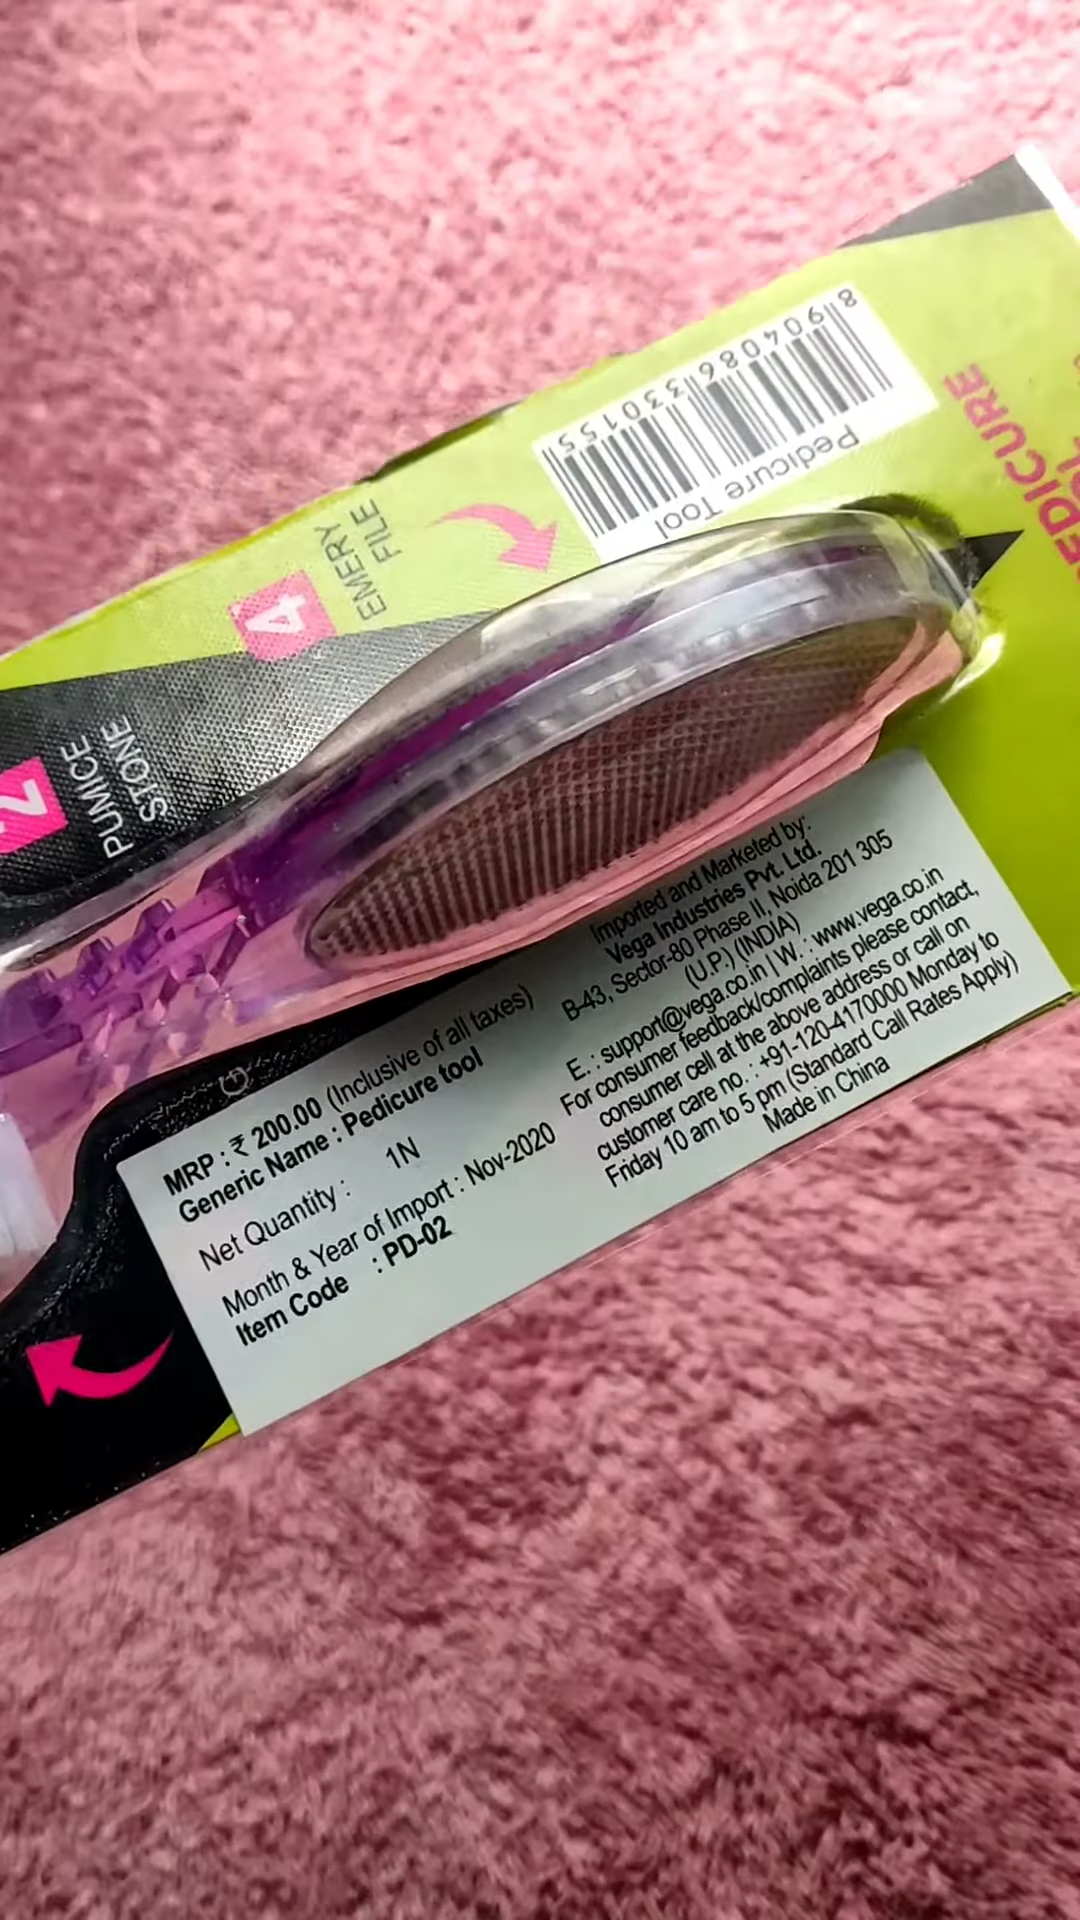 8 904086 330155
Pedicure Tool
PEDICURE
4
EMERY
FILE
2
PUMICE
STONE
MRP : ₹ 200.00 (Inclusive of all taxes)
Generic Name : Pedicure tool
Net Quantity : 1N
Month & Year of Import : Nov-2020
Item Code : PD-02
Imported and Marketed by:
Vega Industries Pvt. Ltd.
B-43, Sector-80 Phase II, Noida 201 305
(U.P.) (INDIA)
E. : support@vega.co.in | W. : www.vega.co.in
For consumer feedback/complaints please contact,
consumer cell at the above address or call on
customer care no. : +91-120-4170000 Monday to
Friday 10 am to 5 pm (Standard Call Rates Apply)
Made in China